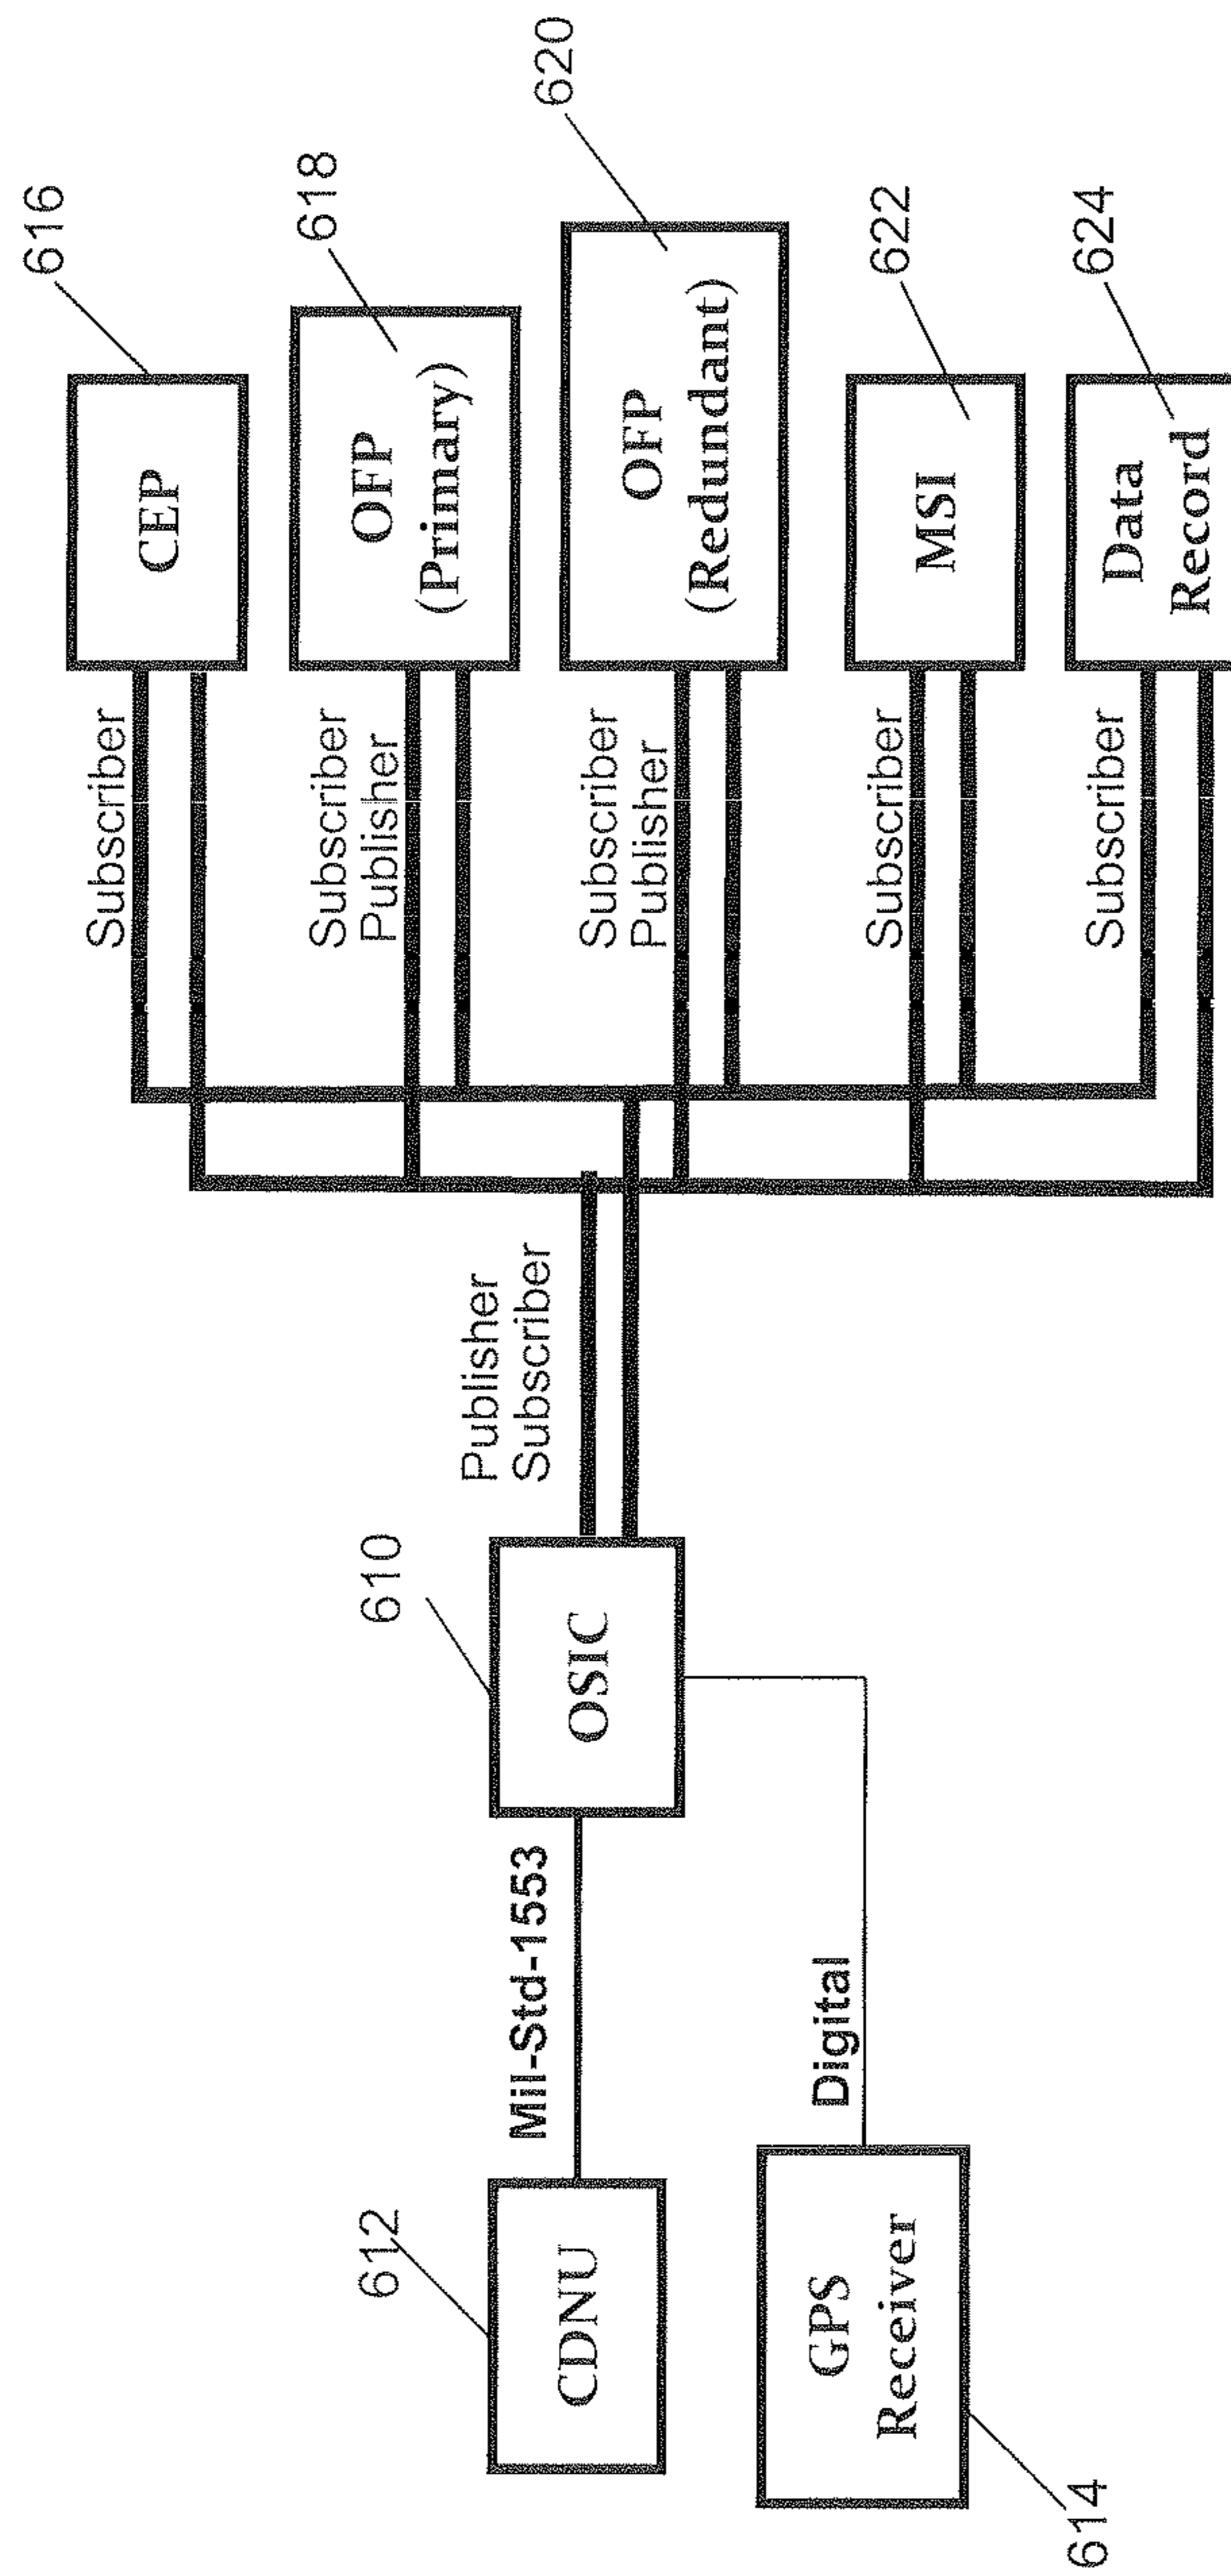 616
CEP
Subscriber
618
OFP
(Primary)
Subscriber
Publisher
620
OFP
(Redundant)
Subscriber
Publisher
622
MSI
Subscriber
624
Data
Record
Subscriber
Publisher
Subscriber
610
OSIC
Mil-Std-1553
612
CDNU
Digital
GPS
Receiver
614